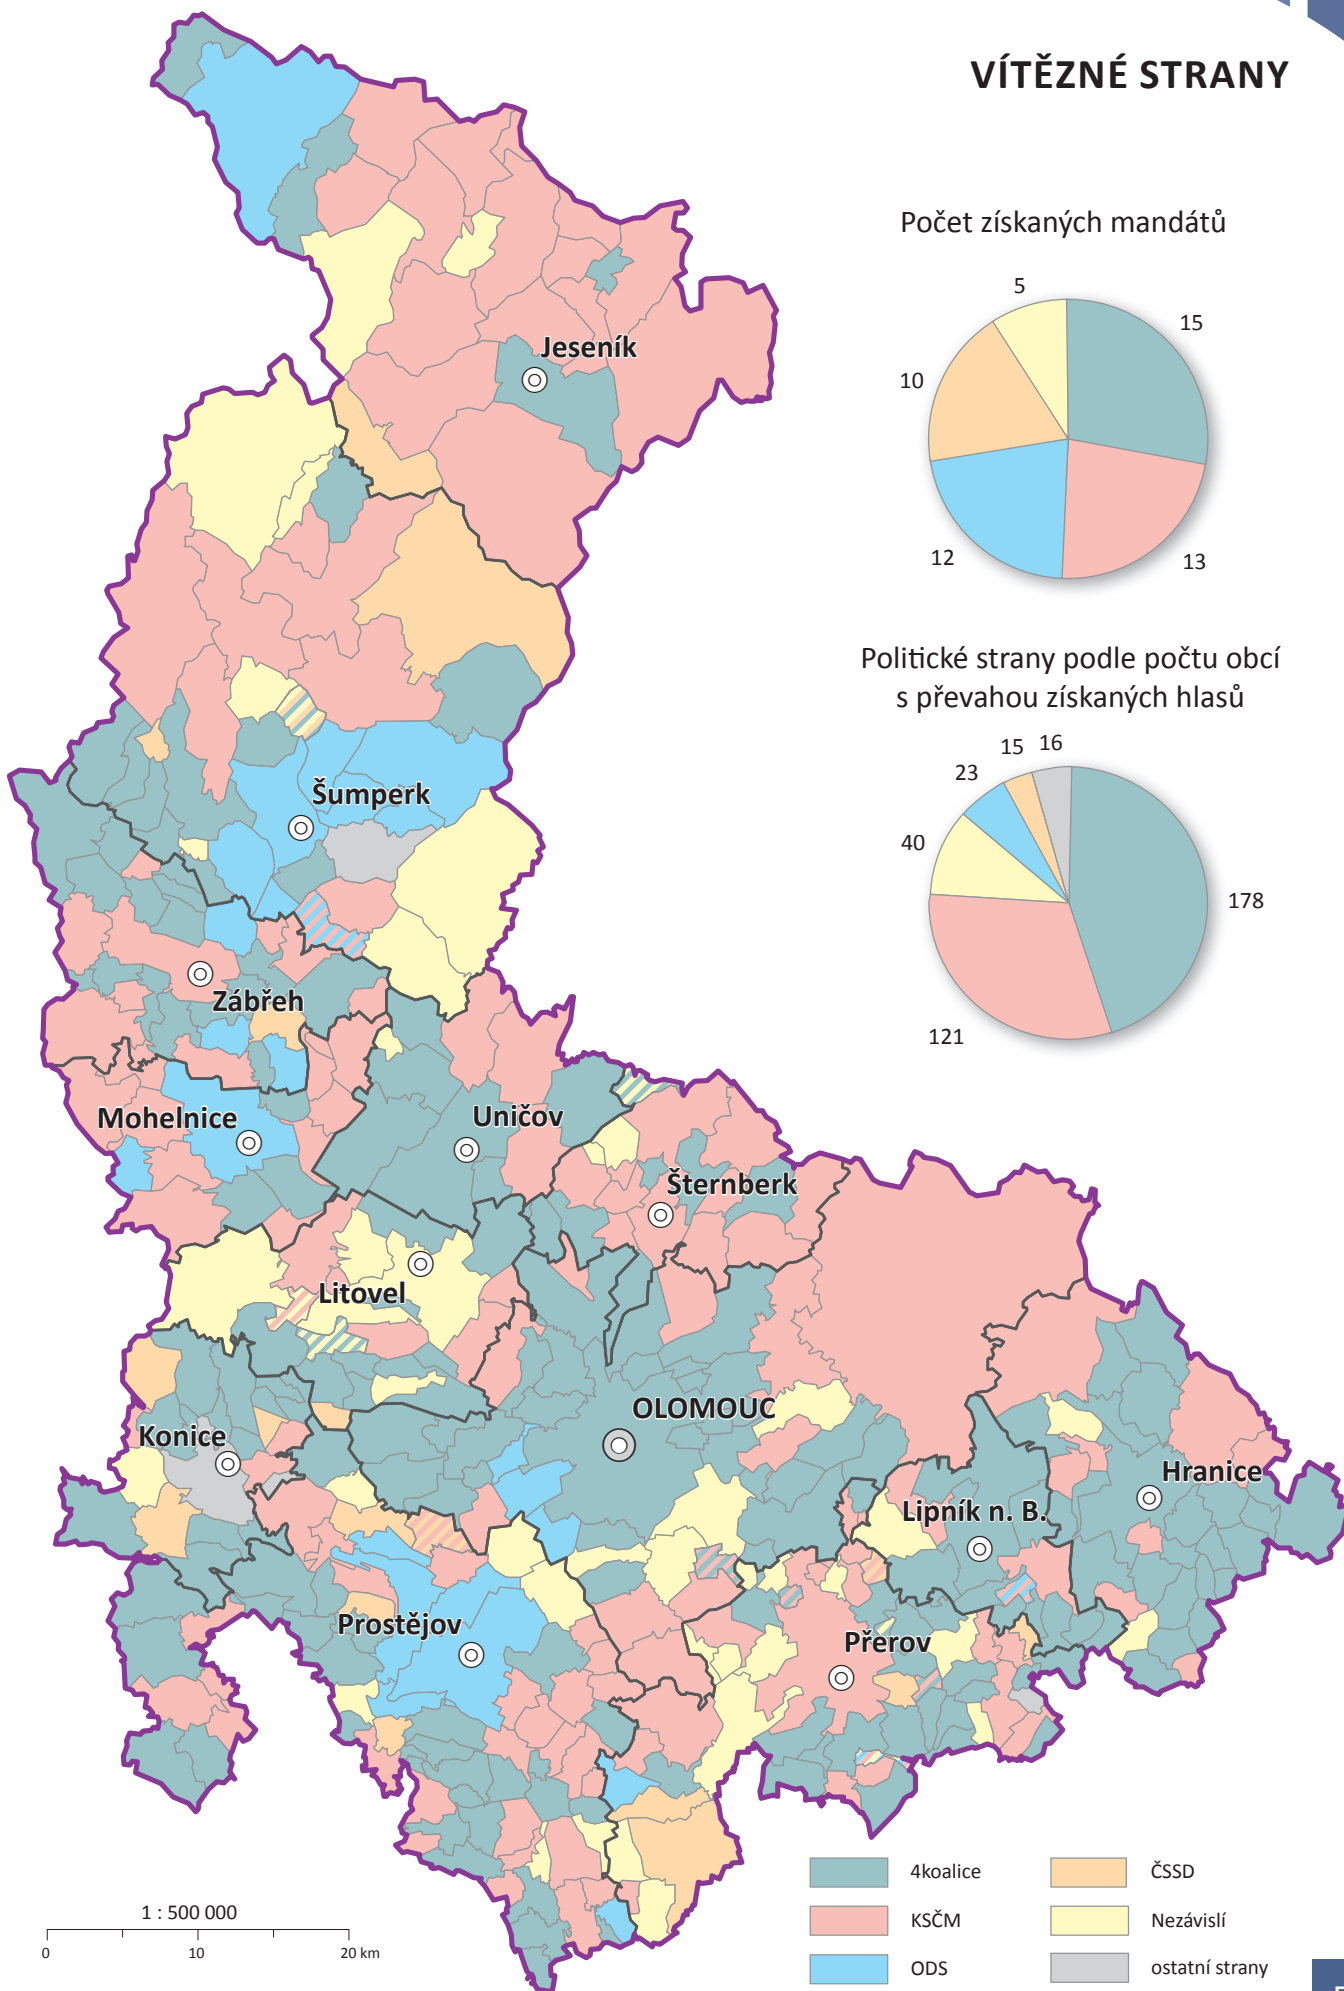 VÍTĚZNÉ STRANY
Počet získaných mandátů
5
15
10
12
13
Politické strany podle počtu obcí
s převahou získaných hlasů
15
16
23
40
178
121
Jeseník
Šumperk
Zábřeh
Mohelnice
Uničov
Šternberk
Litovel
OLOMOUC
Konice
Hranice
Lipník n. B.
Prostějov
Přerov
4koalice
KSČM
ODS
ČSSD
Nezávislí
ostatní strany
1 : 500 000
0
10
20 km